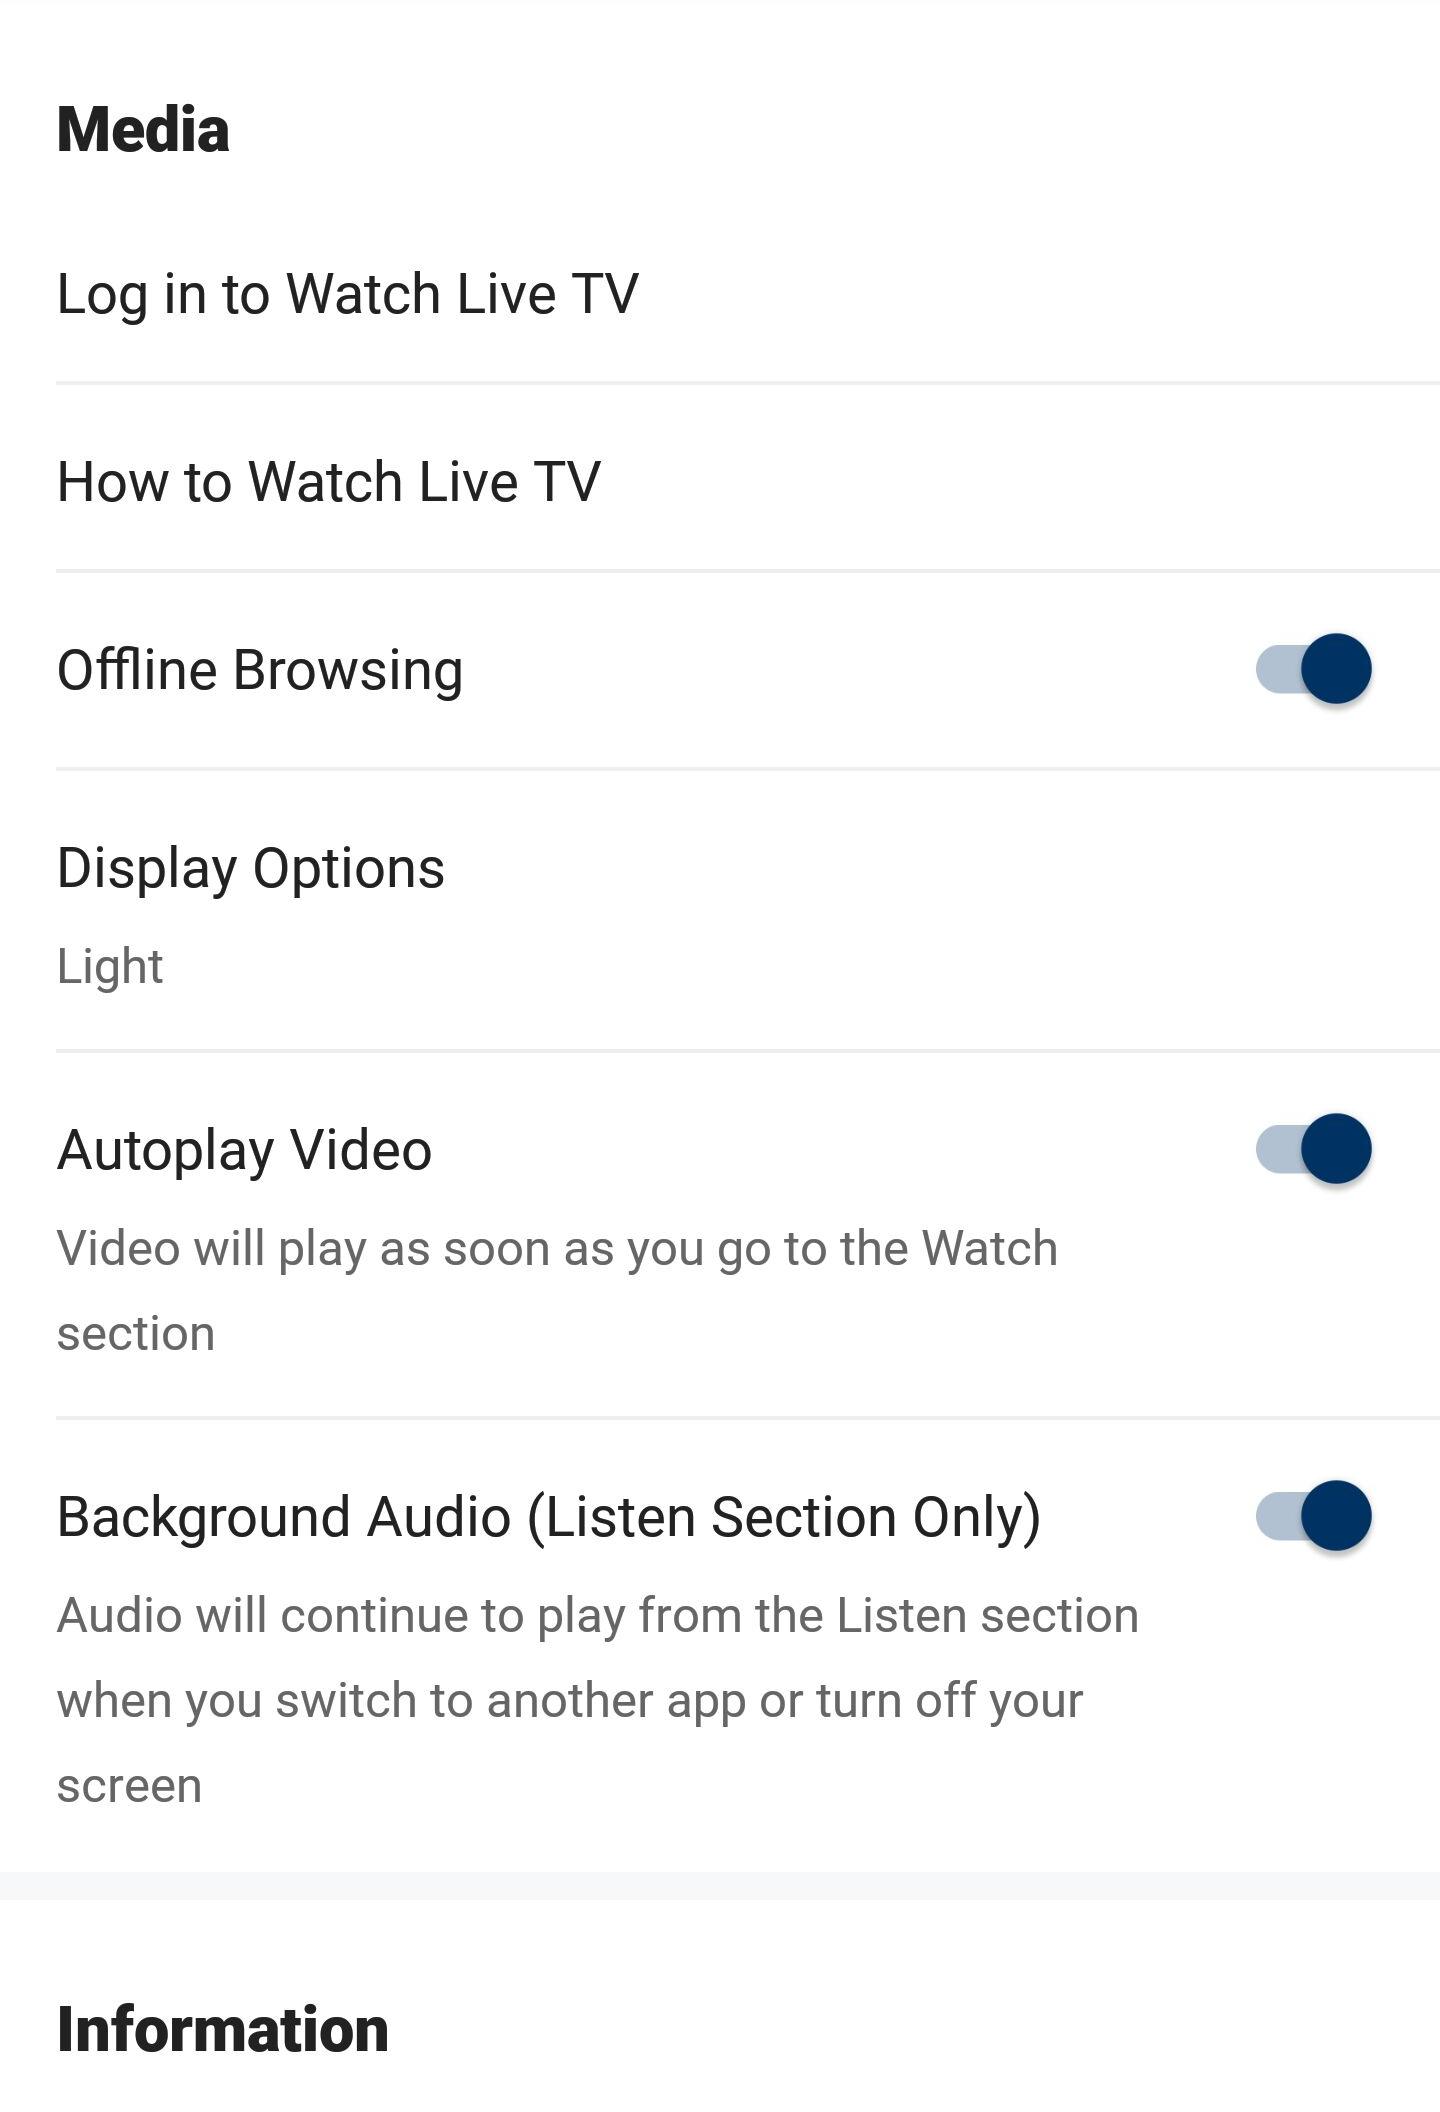 Media
Log in to Watch Live TV
How to Watch Live TV
Offline Browsing
Display Options
Light
Autoplay Video
Video will play as soon as you go to the Watch
section
Background Audio (Listen Section Only)
Audio will continue to play from the Listen section
when you switch to another app or turn off your
screen
Information